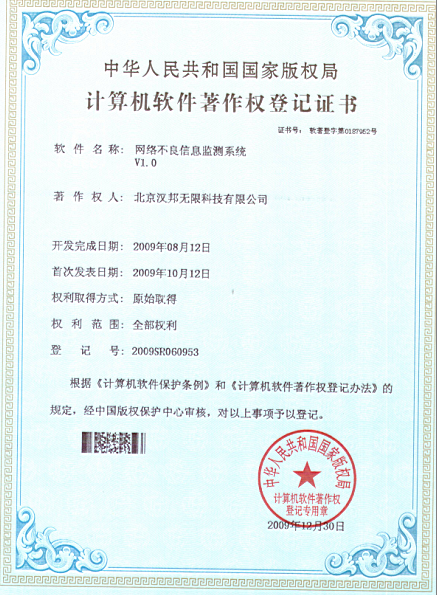 中华人民共和国国家版权局
计算机软件著作权登记证书
证书号： 软著登字第0187952号
软件名称： 网络不良信息监测系统
V1.0
著作权人： 北京汉邦无限科技有限公司
开发完成日期： 2009年08月12日
首次发表日期： 2009年10月12日
权利取得方式： 原始取得
权利范围： 全部权利
登记号： 2009SR060953
根据《计算机软件保护条例》和《计算机软件著作权登记办法》的
规定，经中国版权保护中心审核，对以上事项予以登记。
中华人民共和国国家版权局
计算机软件著作权
登记专用章
2009年12月30日